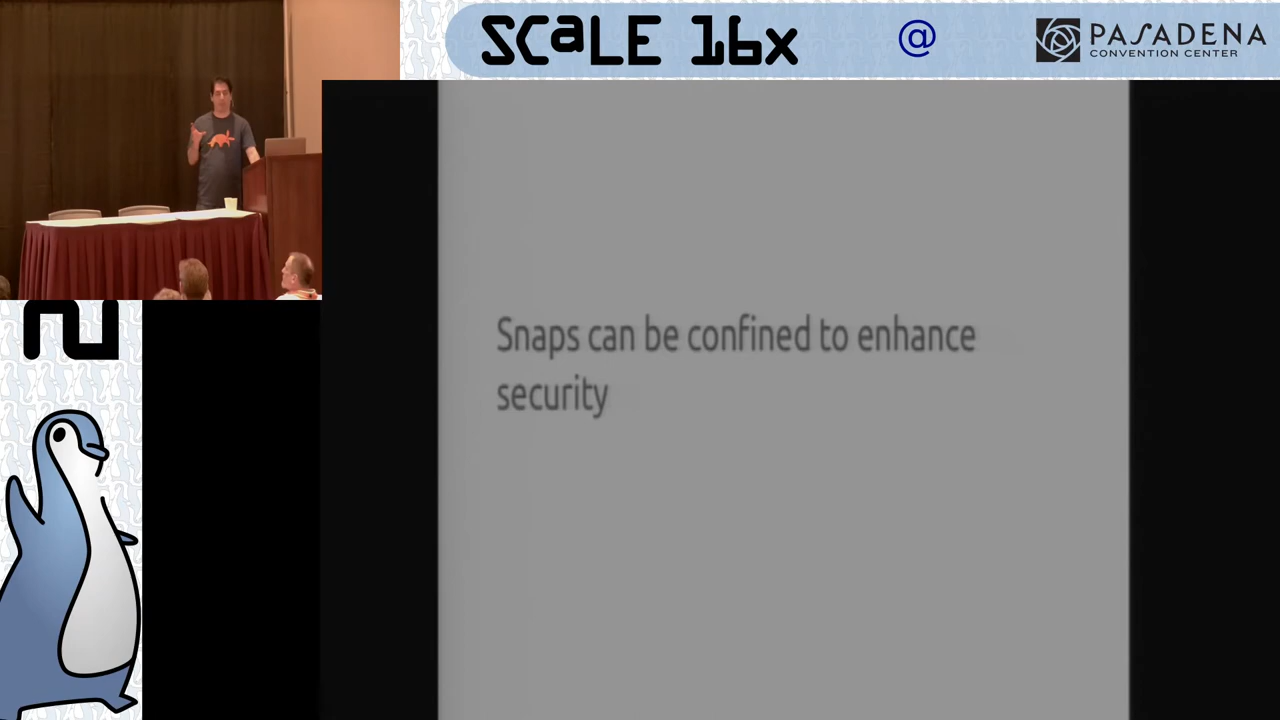 SCaLE 16x
@
PASADENA
CONVENTION CENTER
Snaps can be confined to enhance
security